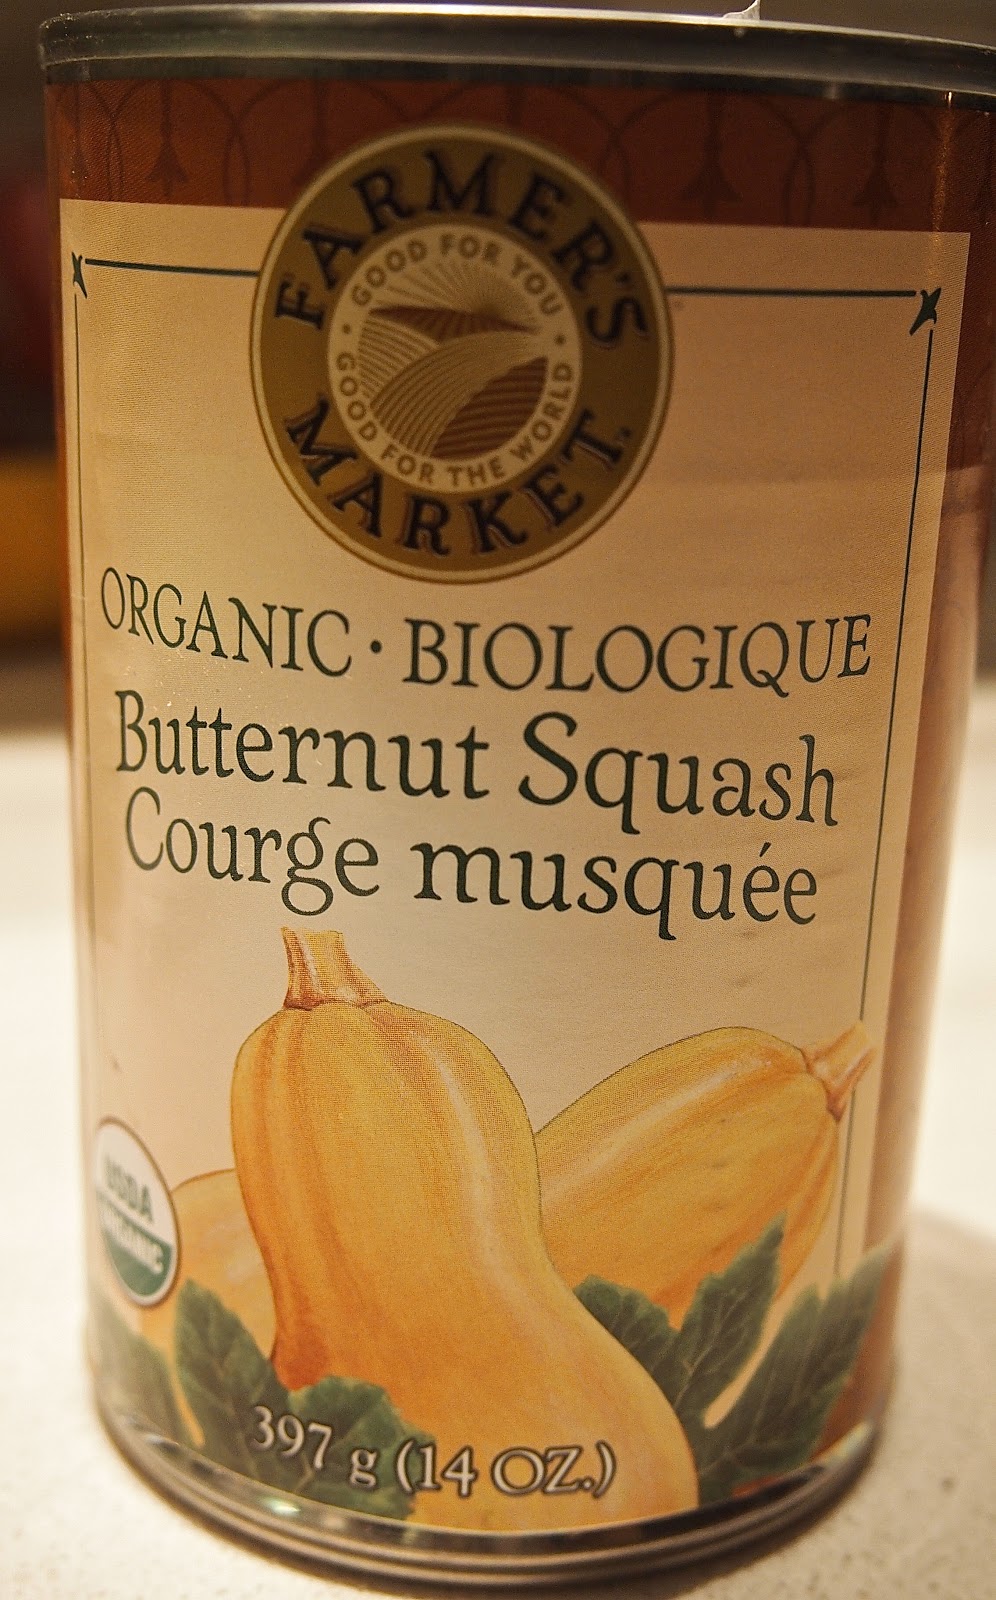 FARMER'S
GOOD FOR YOU
GOOD FOR THE WORLD
MARKET
ORGANIC · BIOLOGIQUE
Butternut Squash
Courge musquée
USDA
ORGANIC
397 g (14 OZ.)